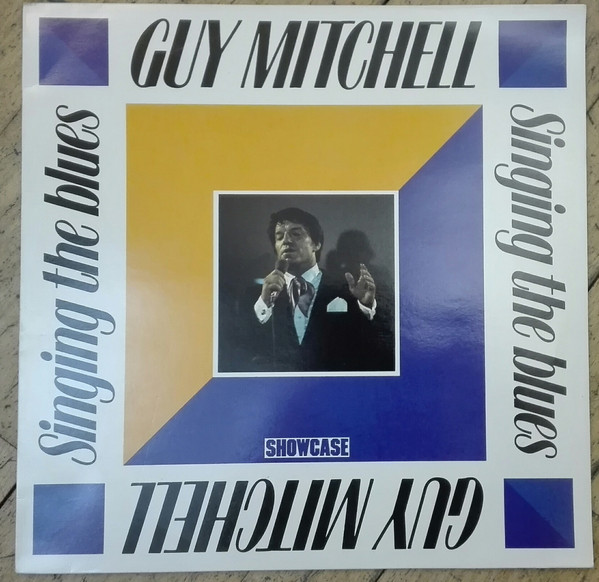 GUY MITCHELL
Singing the blues
Singing the blues
SHOWCASE
GUY MITCHELL